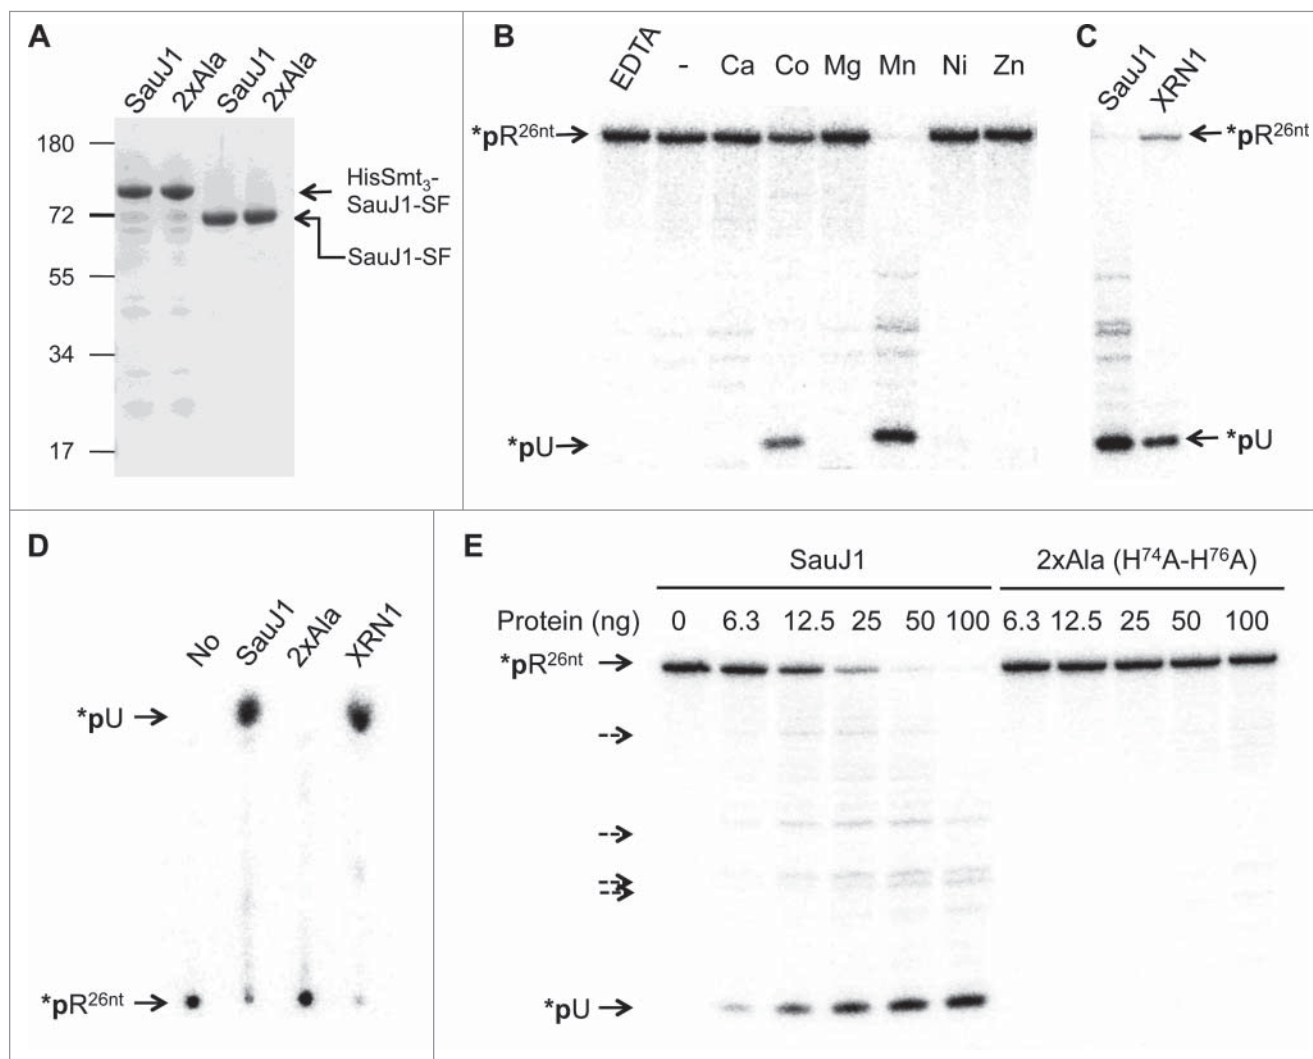 A
SauJ1 2xAla SauJ1 2xAla
180
72
55
34
17
HisSmt3-
SauJ1-SF
SauJ1-SF
B
EDTA - Ca Co Mg Mn Ni Zn
*pR26nt
*pU
C
SauJ1 XRN1
*pR26nt
*pU
D
No SauJ1 2xAla XRN1
*pU
*pR26nt
E
SauJ1 2xAla (H74A-H76A)
Protein (ng) 0 6.3 12.5 25 50 100 6.3 12.5 25 50 100
*pR26nt
*pU